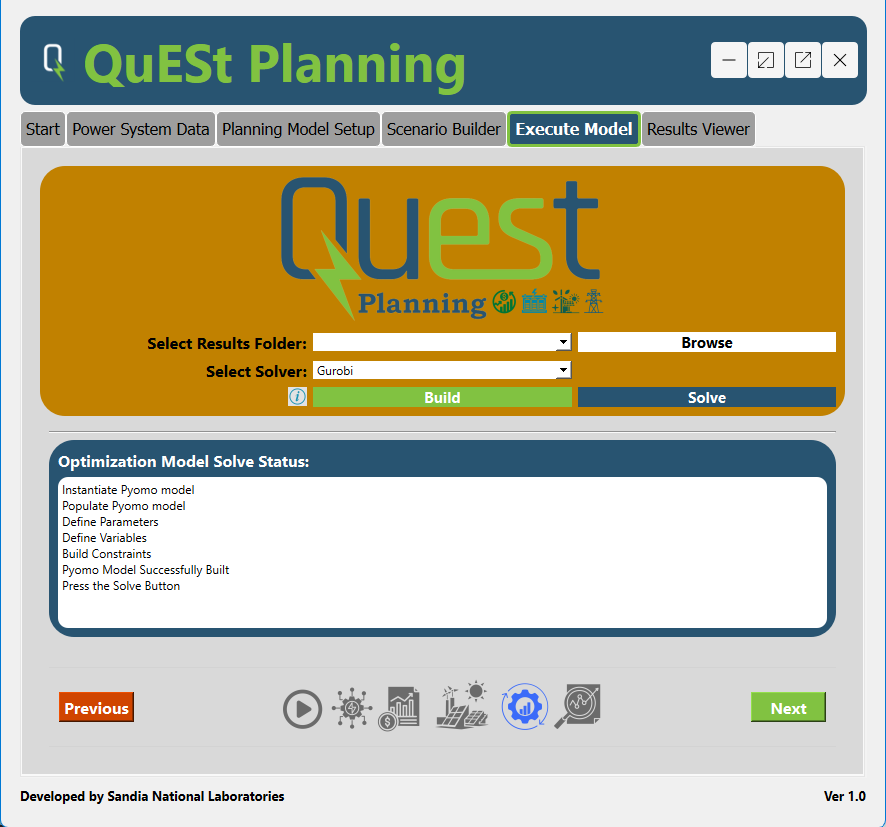 QuESt Planning
Start Power System Data Planning Model Setup Scenario Builder Execute Model Results Viewer
Quest
Planning
Select Results Folder: Browse
Select Solver: Gurobi
i Build Solve
Optimization Model Solve Status:
Instantiate Pyomo model
Populate Pyomo model
Define Parameters
Define Variables
Build Constraints
Pyomo Model Successfully Built
Press the Solve Button
Previous Next
Developed by Sandia National Laboratories Ver 1.0